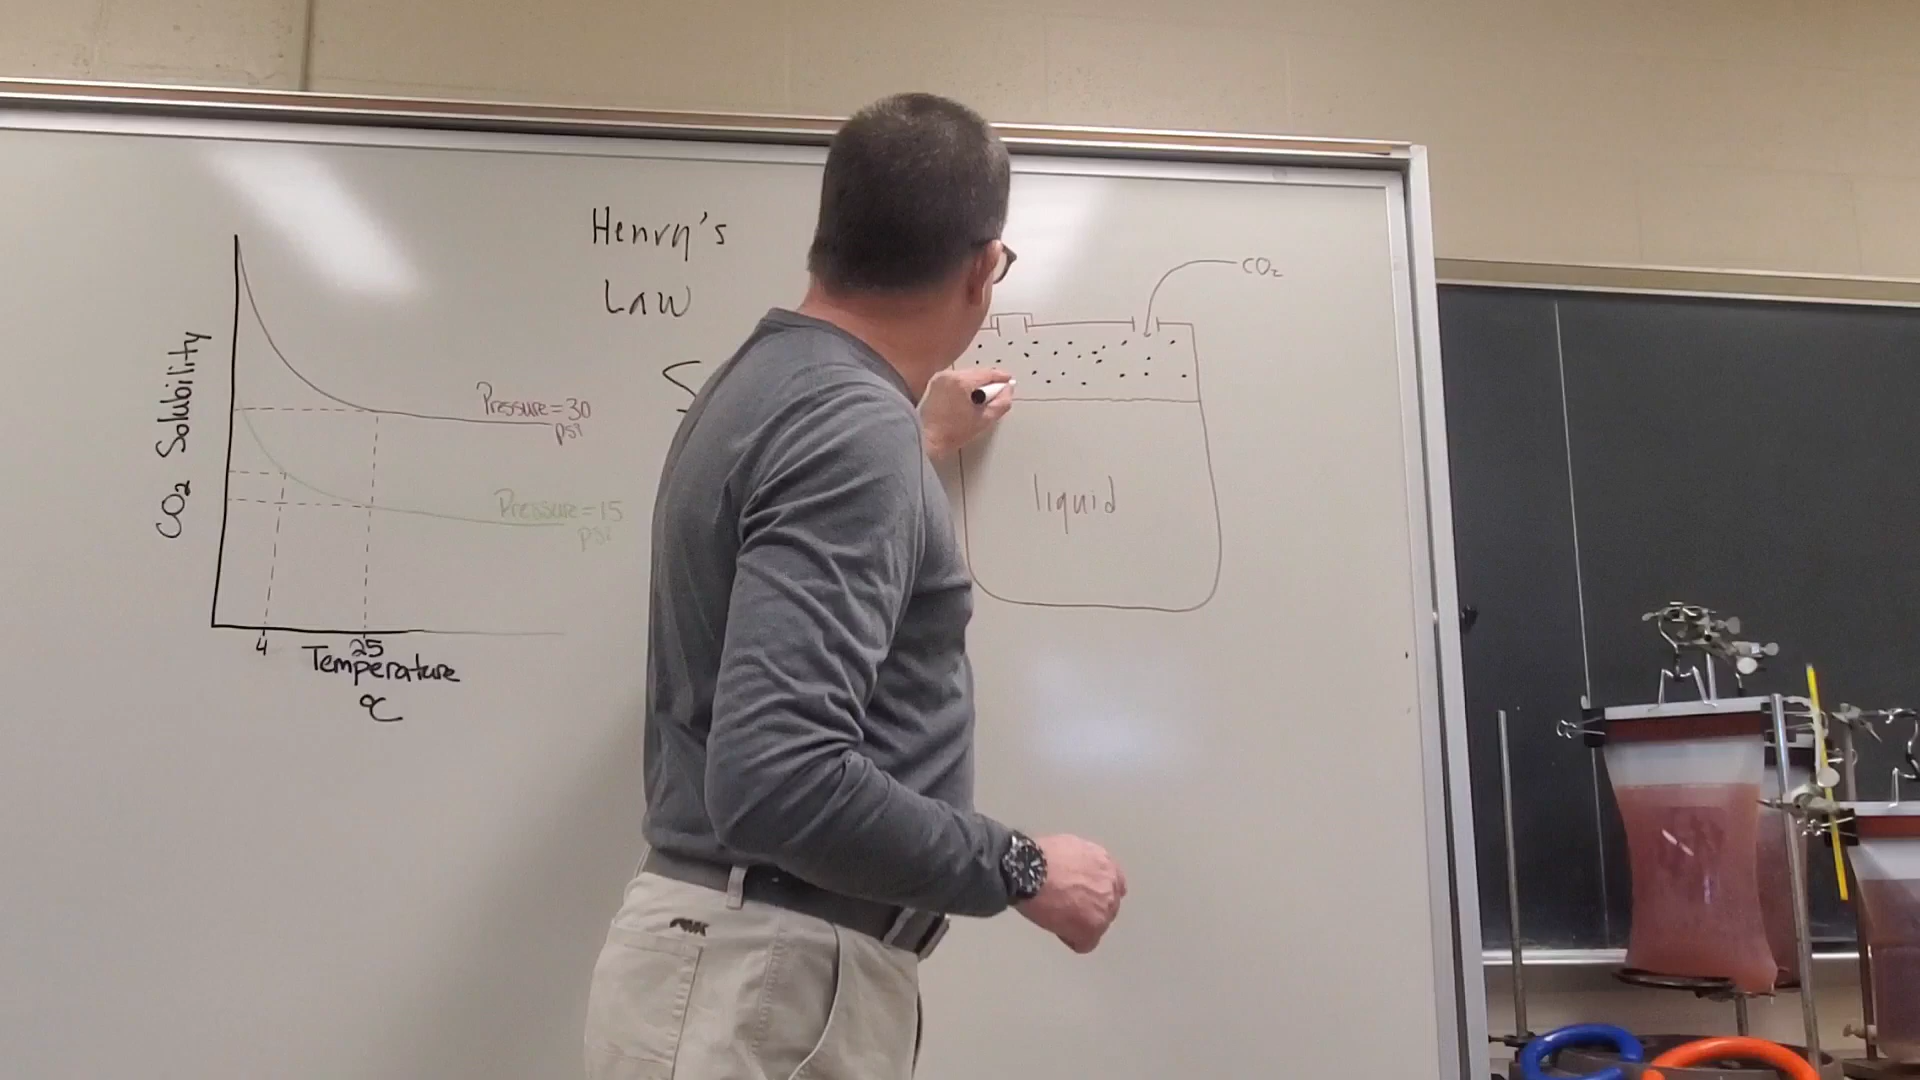 Henry's
Law
S
CO₂
CO₂ Solubility
Pressure = 30
psi
Pressure = 15
psi
liquid
4
25
Temperature
°C